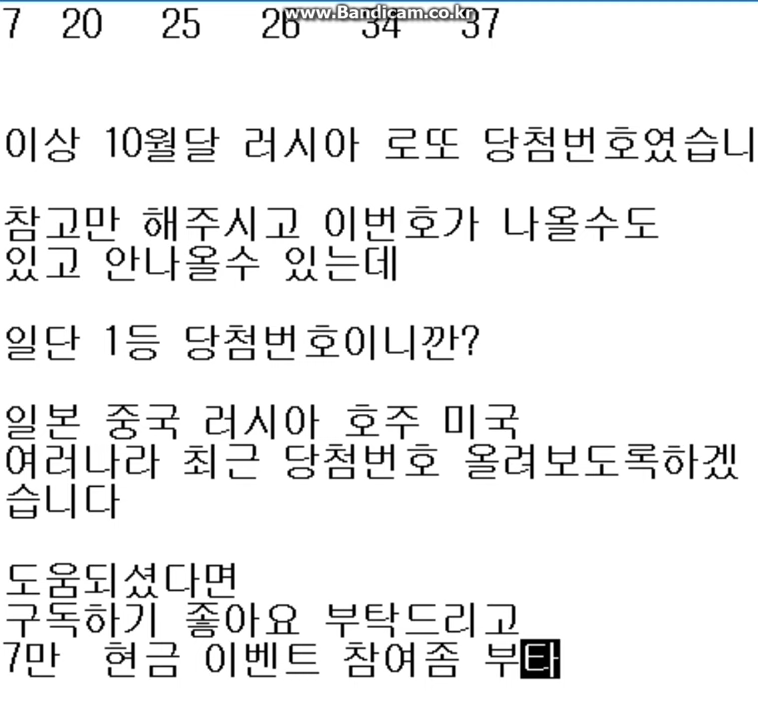 www.Bandicam.co.kr
7 20 25 26 34 37
이상 10월달 러시아 로또 당첨번호였습니
참고만 해주시고 이번호가 나올수도
있고 안나올수 있는데
일단 1등 당첨번호이니깐?
일본 중국 러시아 호주 미국
여러나라 최근 당첨번호 올려보도록하겠
습니다
도움되셨다면
구독하기 좋아요 부탁드리고
7만 현금 이벤트 참여좀 부타